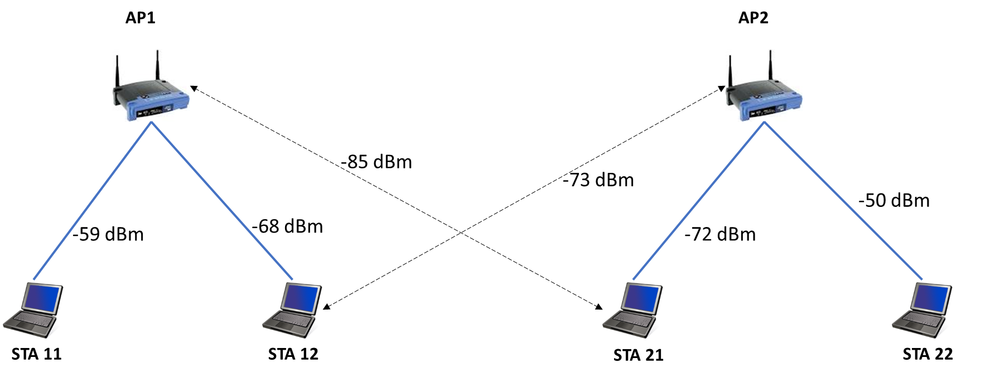 AP1
AP2
-85 dBm
-73 dBm
-50 dBm
-59 dBm
-68 dBm
-72 dBm
STA 11
STA 12
STA 21
STA 22